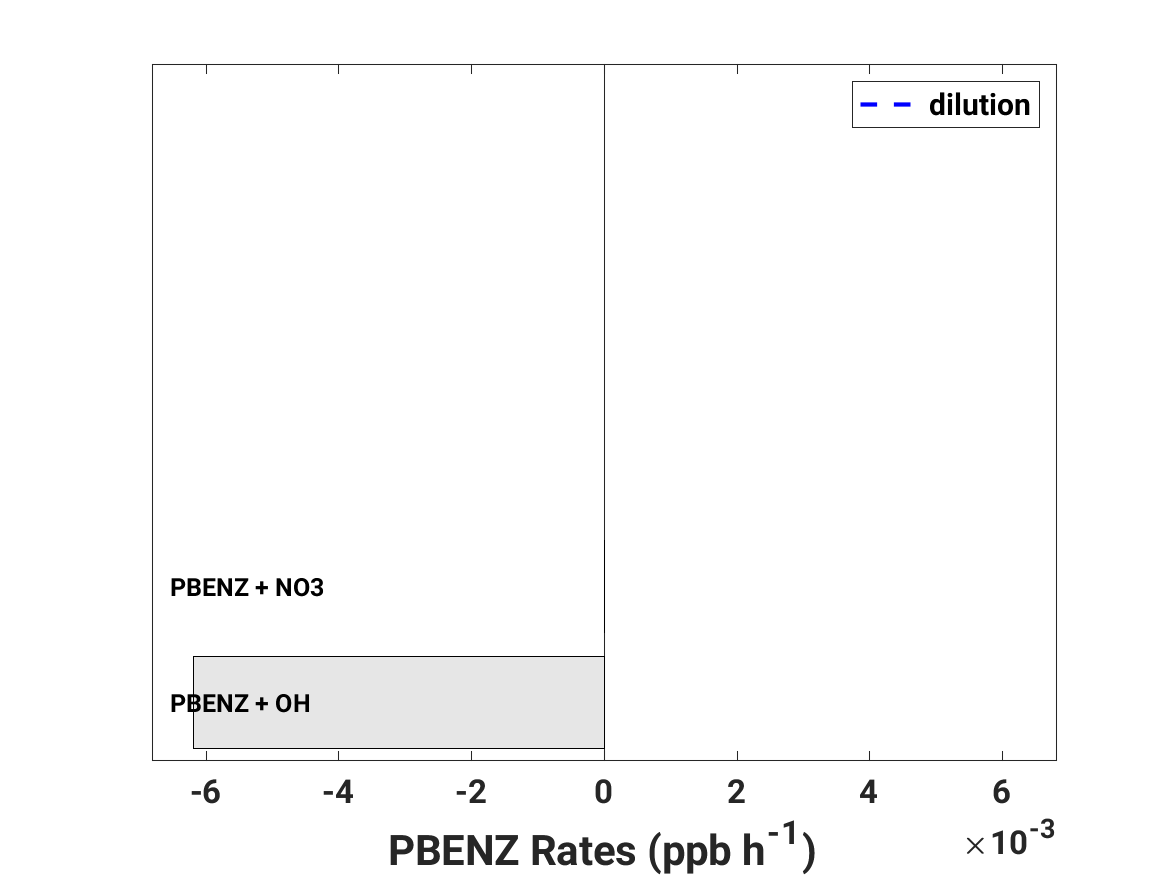 dilution
PBENZ + NO3
PBENZ + OH
-6 -4 -2 0 2 4 6
×10⁻³
PBENZ Rates (ppb h⁻¹)